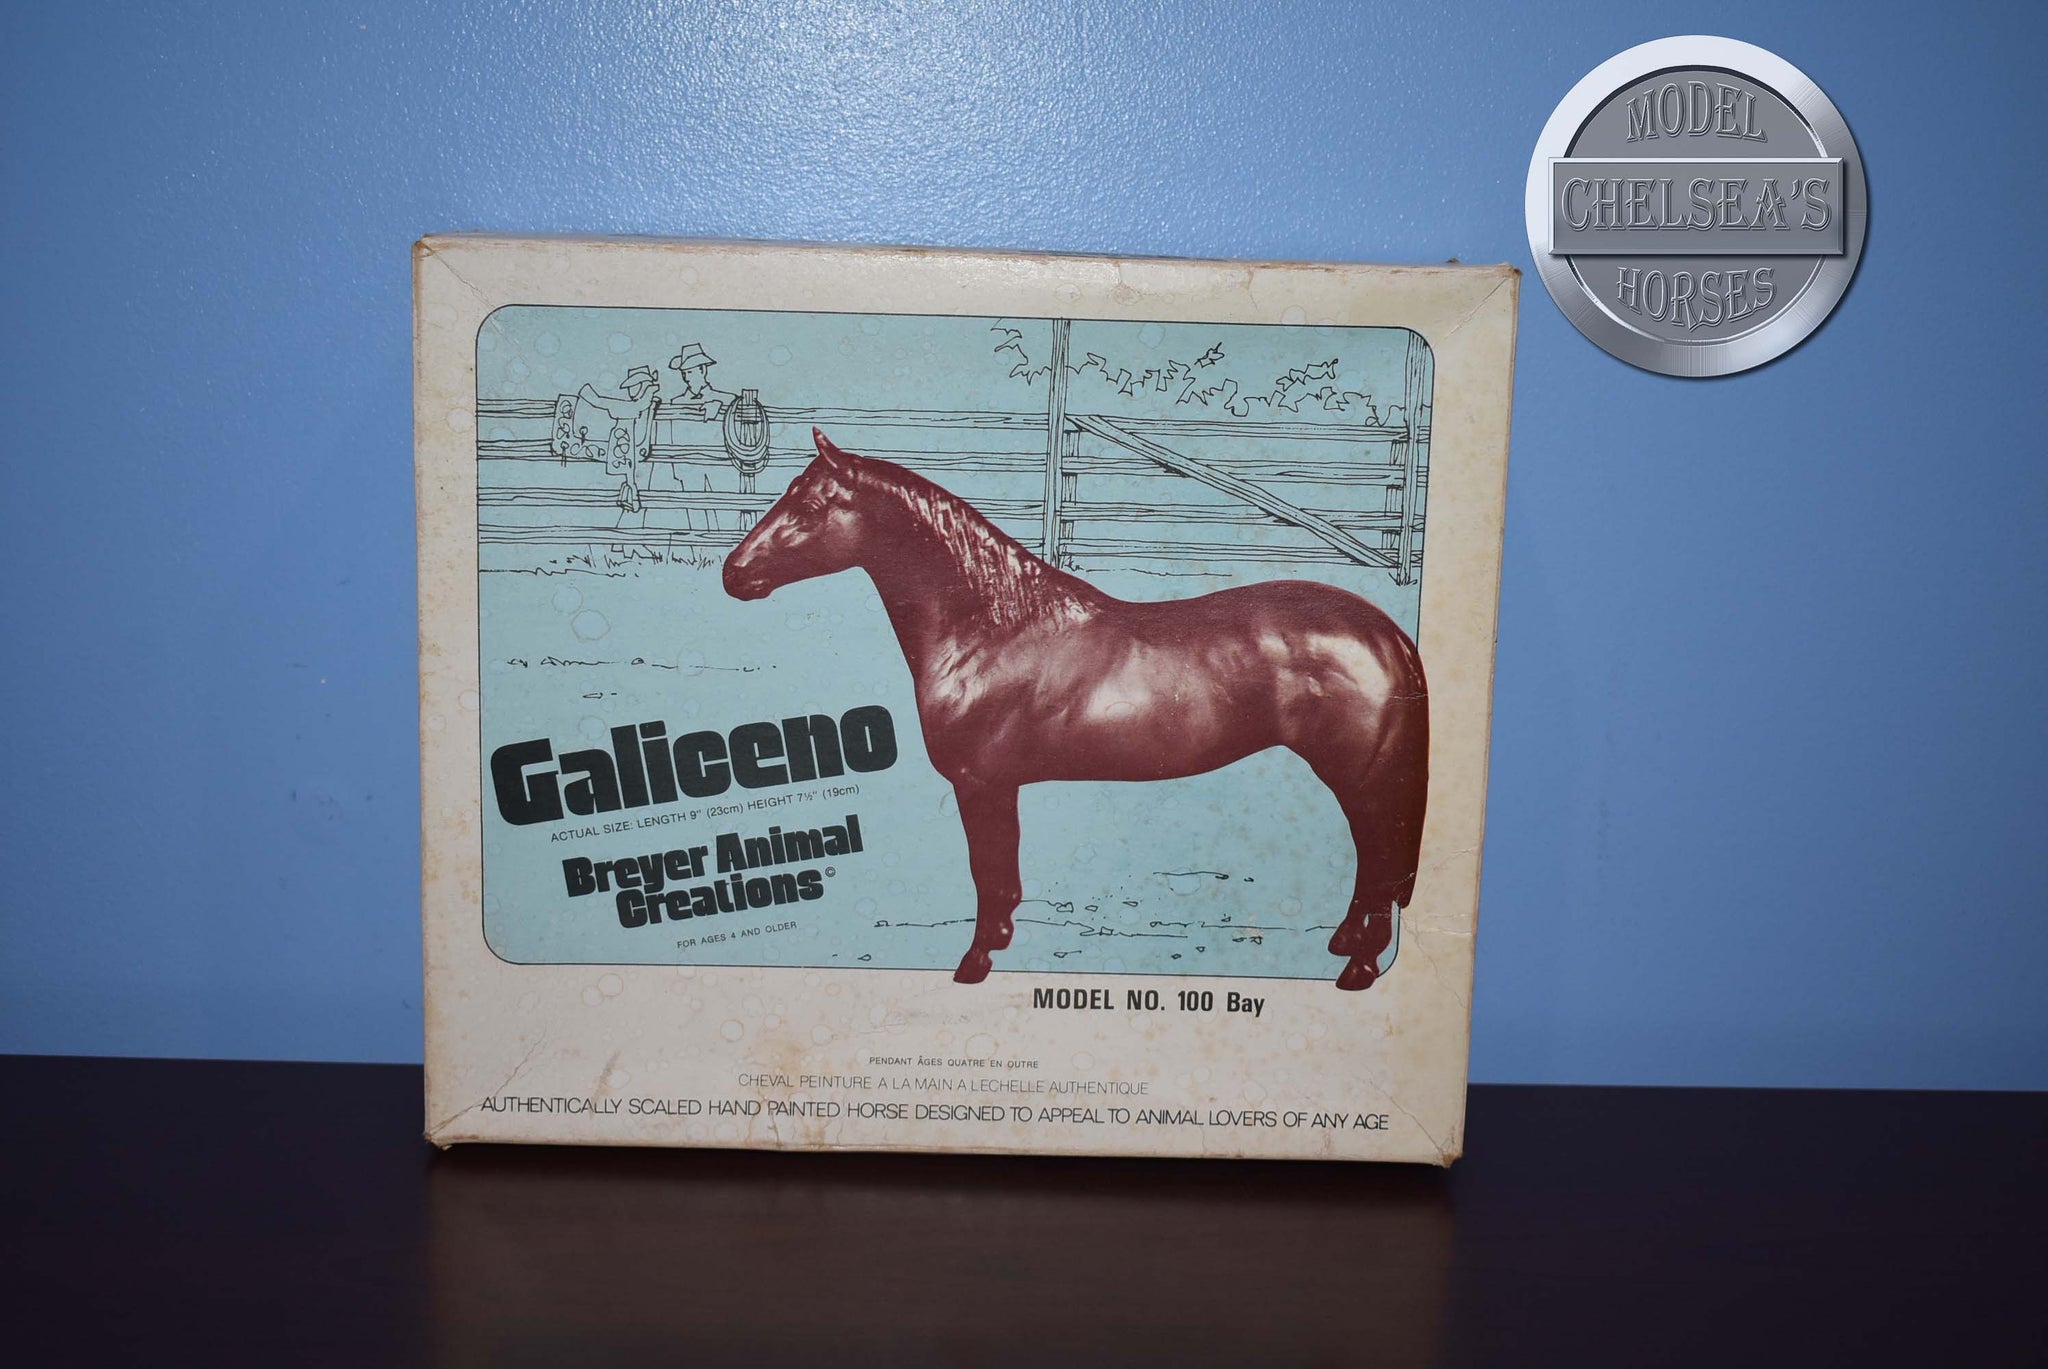 MODEL
CHELSEA'S
HORSES
Galiceno
ACTUAL SIZE: LENGTH 9" (23cm) HEIGHT 7½" (19cm)
Breyer Animal
Creations©
FOR AGES 4 AND OLDER
MODEL NO. 100 Bay
PENDANT ÂGES QUATRE EN OUTRE
CHEVAL PEINTURE A LA MAIN A LECHELLE AUTHENTIQUE
AUTHENTICALLY SCALED HAND PAINTED HORSE DESIGNED TO APPEAL TO ANIMAL LOVERS OF ANY AGE